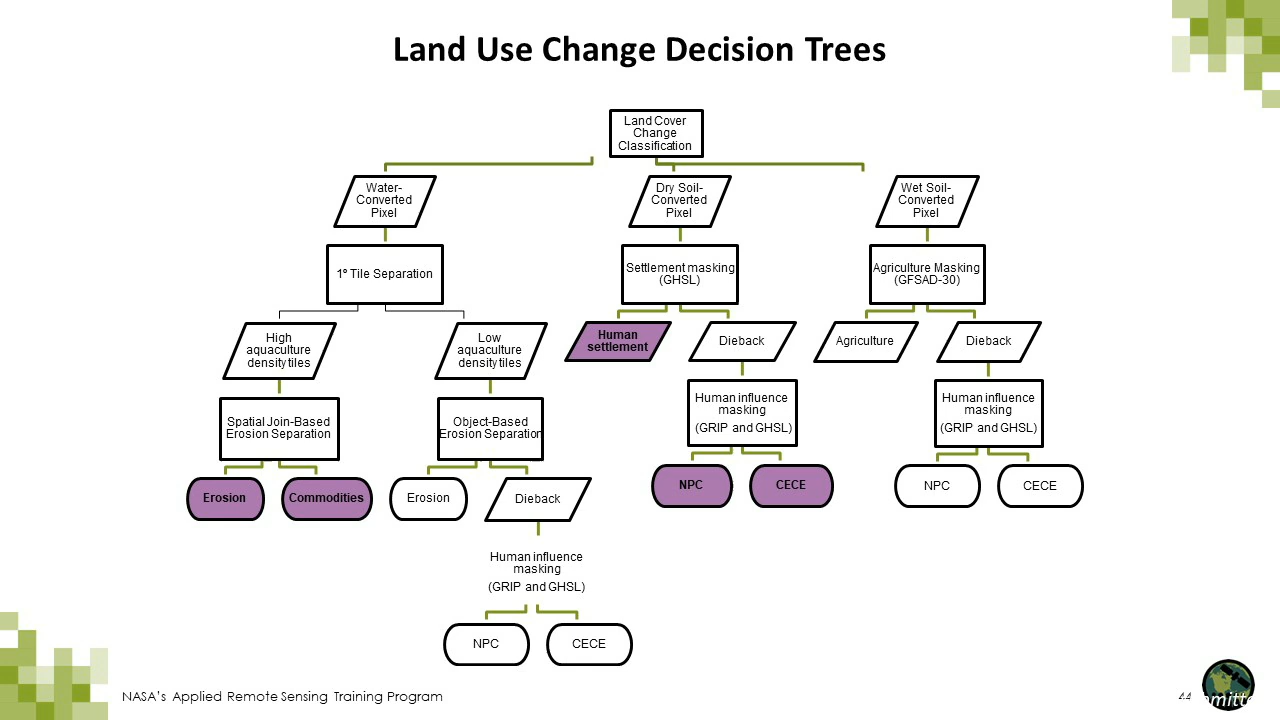 Land Use Change Decision Trees
Land Cover
Change
Classification
Water-
Converted
Pixel
Dry Soil-
Converted
Pixel
Wet Soil-
Converted
Pixel
1º Tile Separation
Settlement masking
(GHSL)
Agriculture Masking
(GFSAD-30)
High
aquaculture
density tiles
Low
aquaculture
density tiles
Human
settlement
Dieback
Agriculture
Dieback
Spatial Join-Based
Erosion Separation
Object-Based
Erosion Separation
Human influence
masking
(GRIP and GHSL)
Human influence
masking
(GRIP and GHSL)
Erosion
Commodities
Erosion
Dieback
NPC
CECE
NPC
CECE
Human influence
masking
(GRIP and GHSL)
NPC
CECE
NASA's Applied Remote Sensing Training Program
44